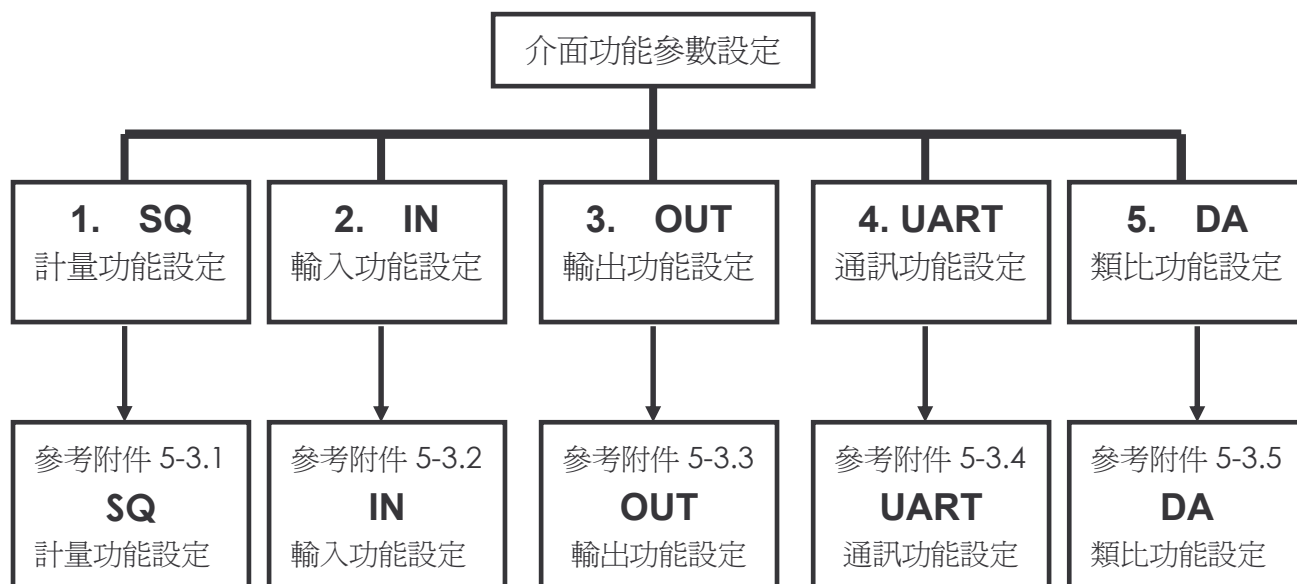 介面功能參數設定
1. SQ
計量功能設定
2. IN
輸入功能設定
3. OUT
輸出功能設定
4. UART
通訊功能設定
5. DA
類比功能設定
參考附件 5-3.1
SQ
計量功能設定
參考附件 5-3.2
IN
輸入功能設定
參考附件 5-3.3
OUT
輸出功能設定
參考附件 5-3.4
UART
通訊功能設定
參考附件 5-3.5
DA
類比功能設定